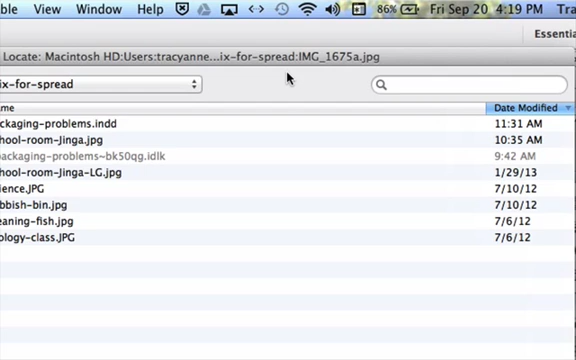 ble View Window Help 86% Fri Sep 20 4:19 PM Tra
Essentia
Locate: Macintosh HD:Users:tracyanne...ix-for-spread:IMG_1675a.jpg
ix-for-spread
me Date Modified
ckaging-problems.indd 11:31 AM
hool-room-Jinga.jpg 10:35 AM
ackaging-problems~bk50qg.idlk 9:42 AM
hool-room-Jinga-LG.jpg 1/29/13
ience.JPG 7/10/12
bbish-bin.jpg 7/10/12
eaning-fish.jpg 7/6/12
ology-class.JPG 7/6/12